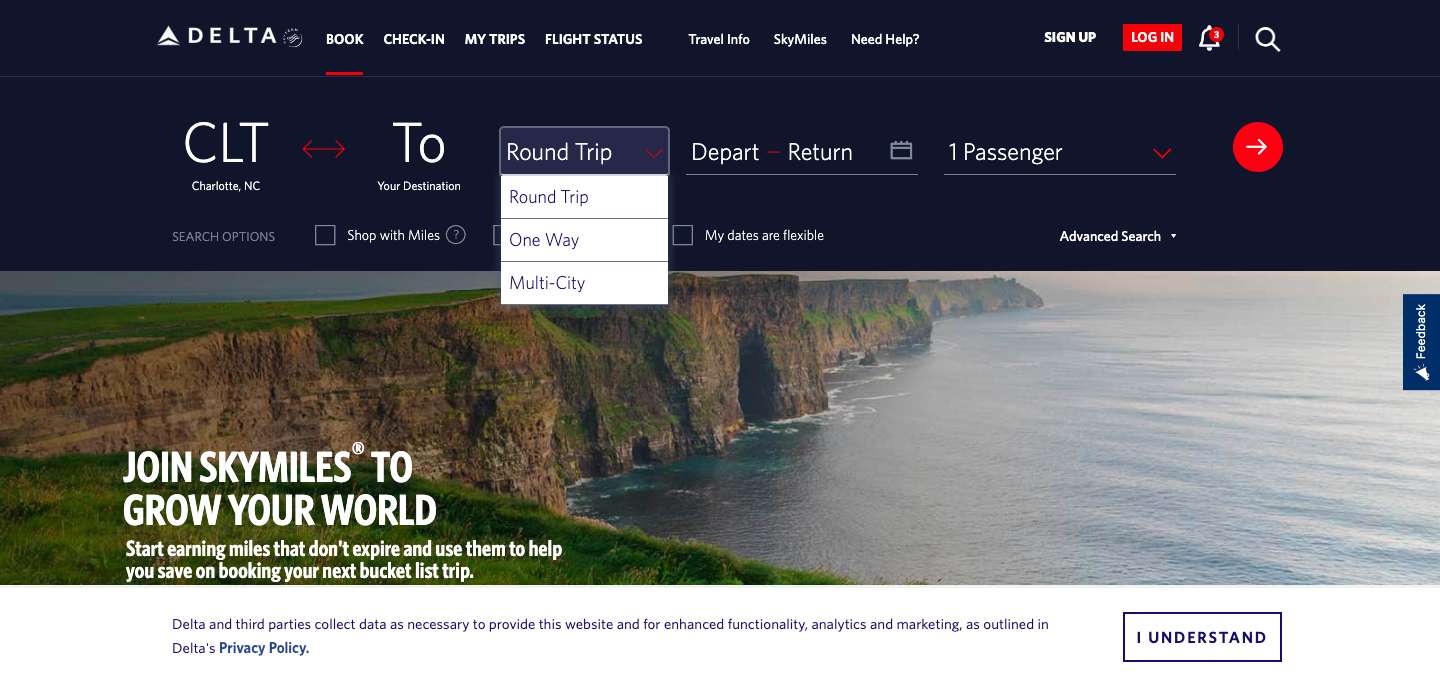 DELTA
BOOK CHECK-IN MY TRIPS FLIGHT STATUS Travel Info SkyMiles Need Help? SIGN UP LOG IN 3
CLT To Round Trip Depart – Return 1 Passenger
Charlotte, NC Your Destination
Round Trip
One Way
Multi-City
SEARCH OPTIONS Shop with Miles ? My dates are flexible Advanced Search
Feedback
JOIN SKYMILES® TO
GROW YOUR WORLD
Start earning miles that don't expire and use them to help
you save on booking your next bucket list trip.
Delta and third parties collect data as necessary to provide this website and for enhanced functionality, analytics and marketing, as outlined in
Delta's Privacy Policy.
I UNDERSTAND